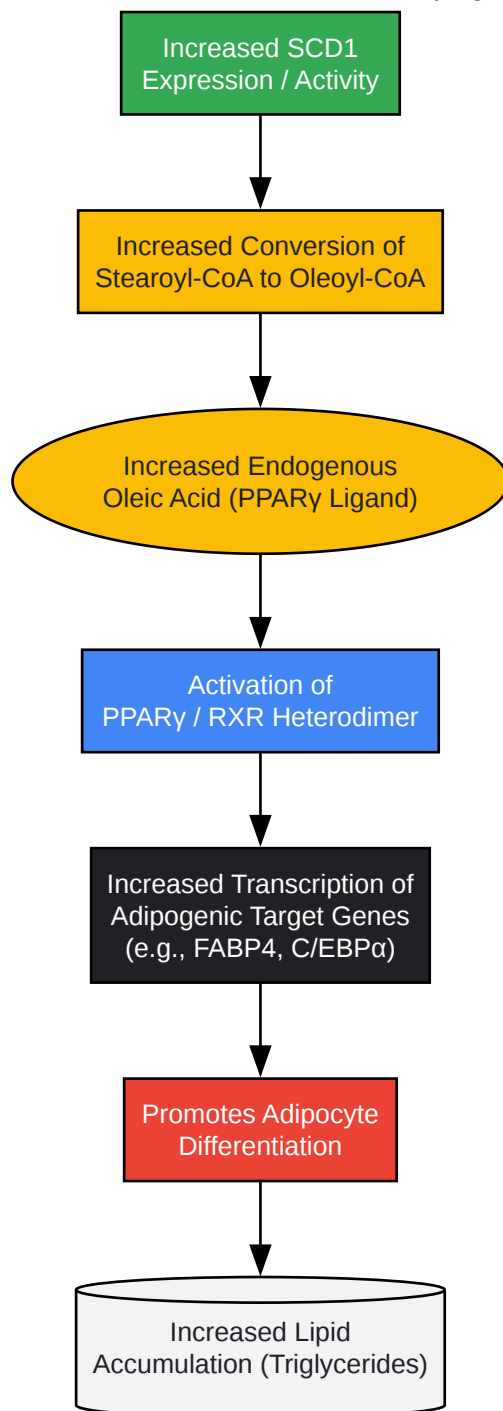 Increased SCD1
Expression / Activity
Increased Conversion of
Stearoyl-CoA to Oleoyl-CoA
Increased Endogenous
Oleic Acid (PPARγ Ligand)
Activation of
PPARγ / RXR Heterodimer
Increased Transcription of
Adipogenic Target Genes
(e.g., FABP4, C/EBPα)
Promotes Adipocyte
Differentiation
Increased Lipid
Accumulation (Triglycerides)